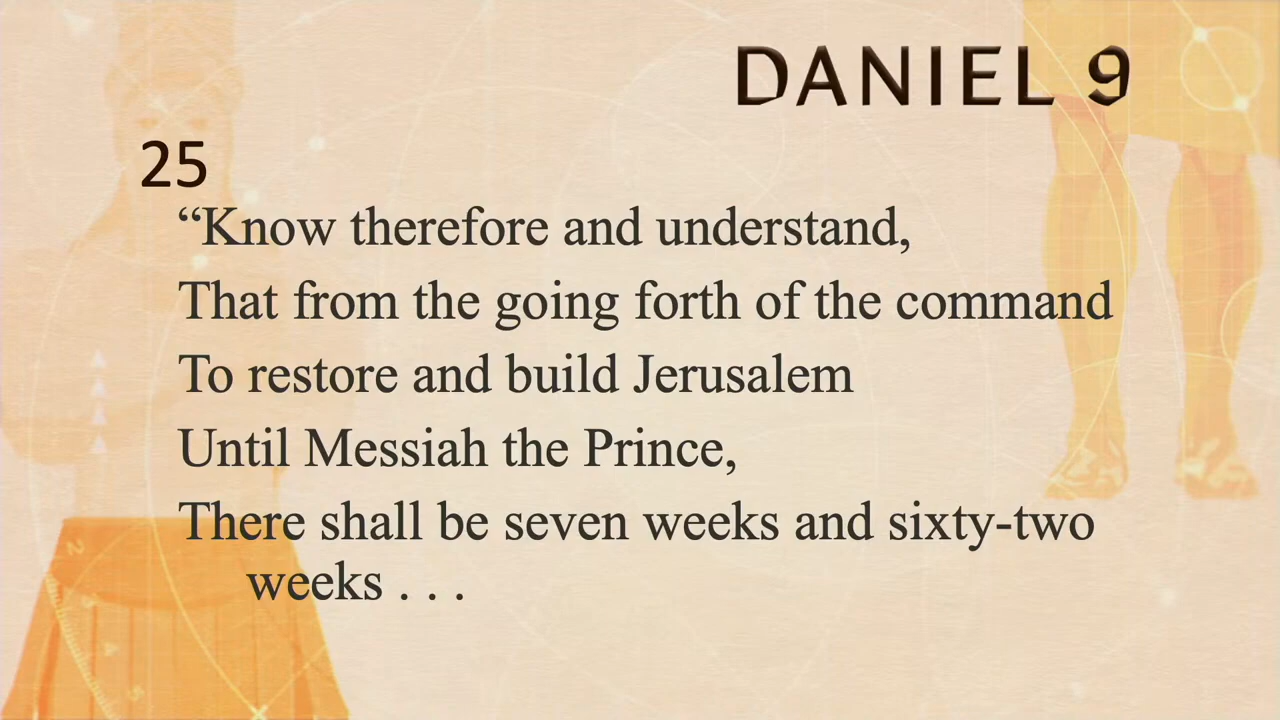 DANIEL 9
25
“Know therefore and understand,
That from the going forth of the command
To restore and build Jerusalem
Until Messiah the Prince,
There shall be seven weeks and sixty-two
weeks . . .